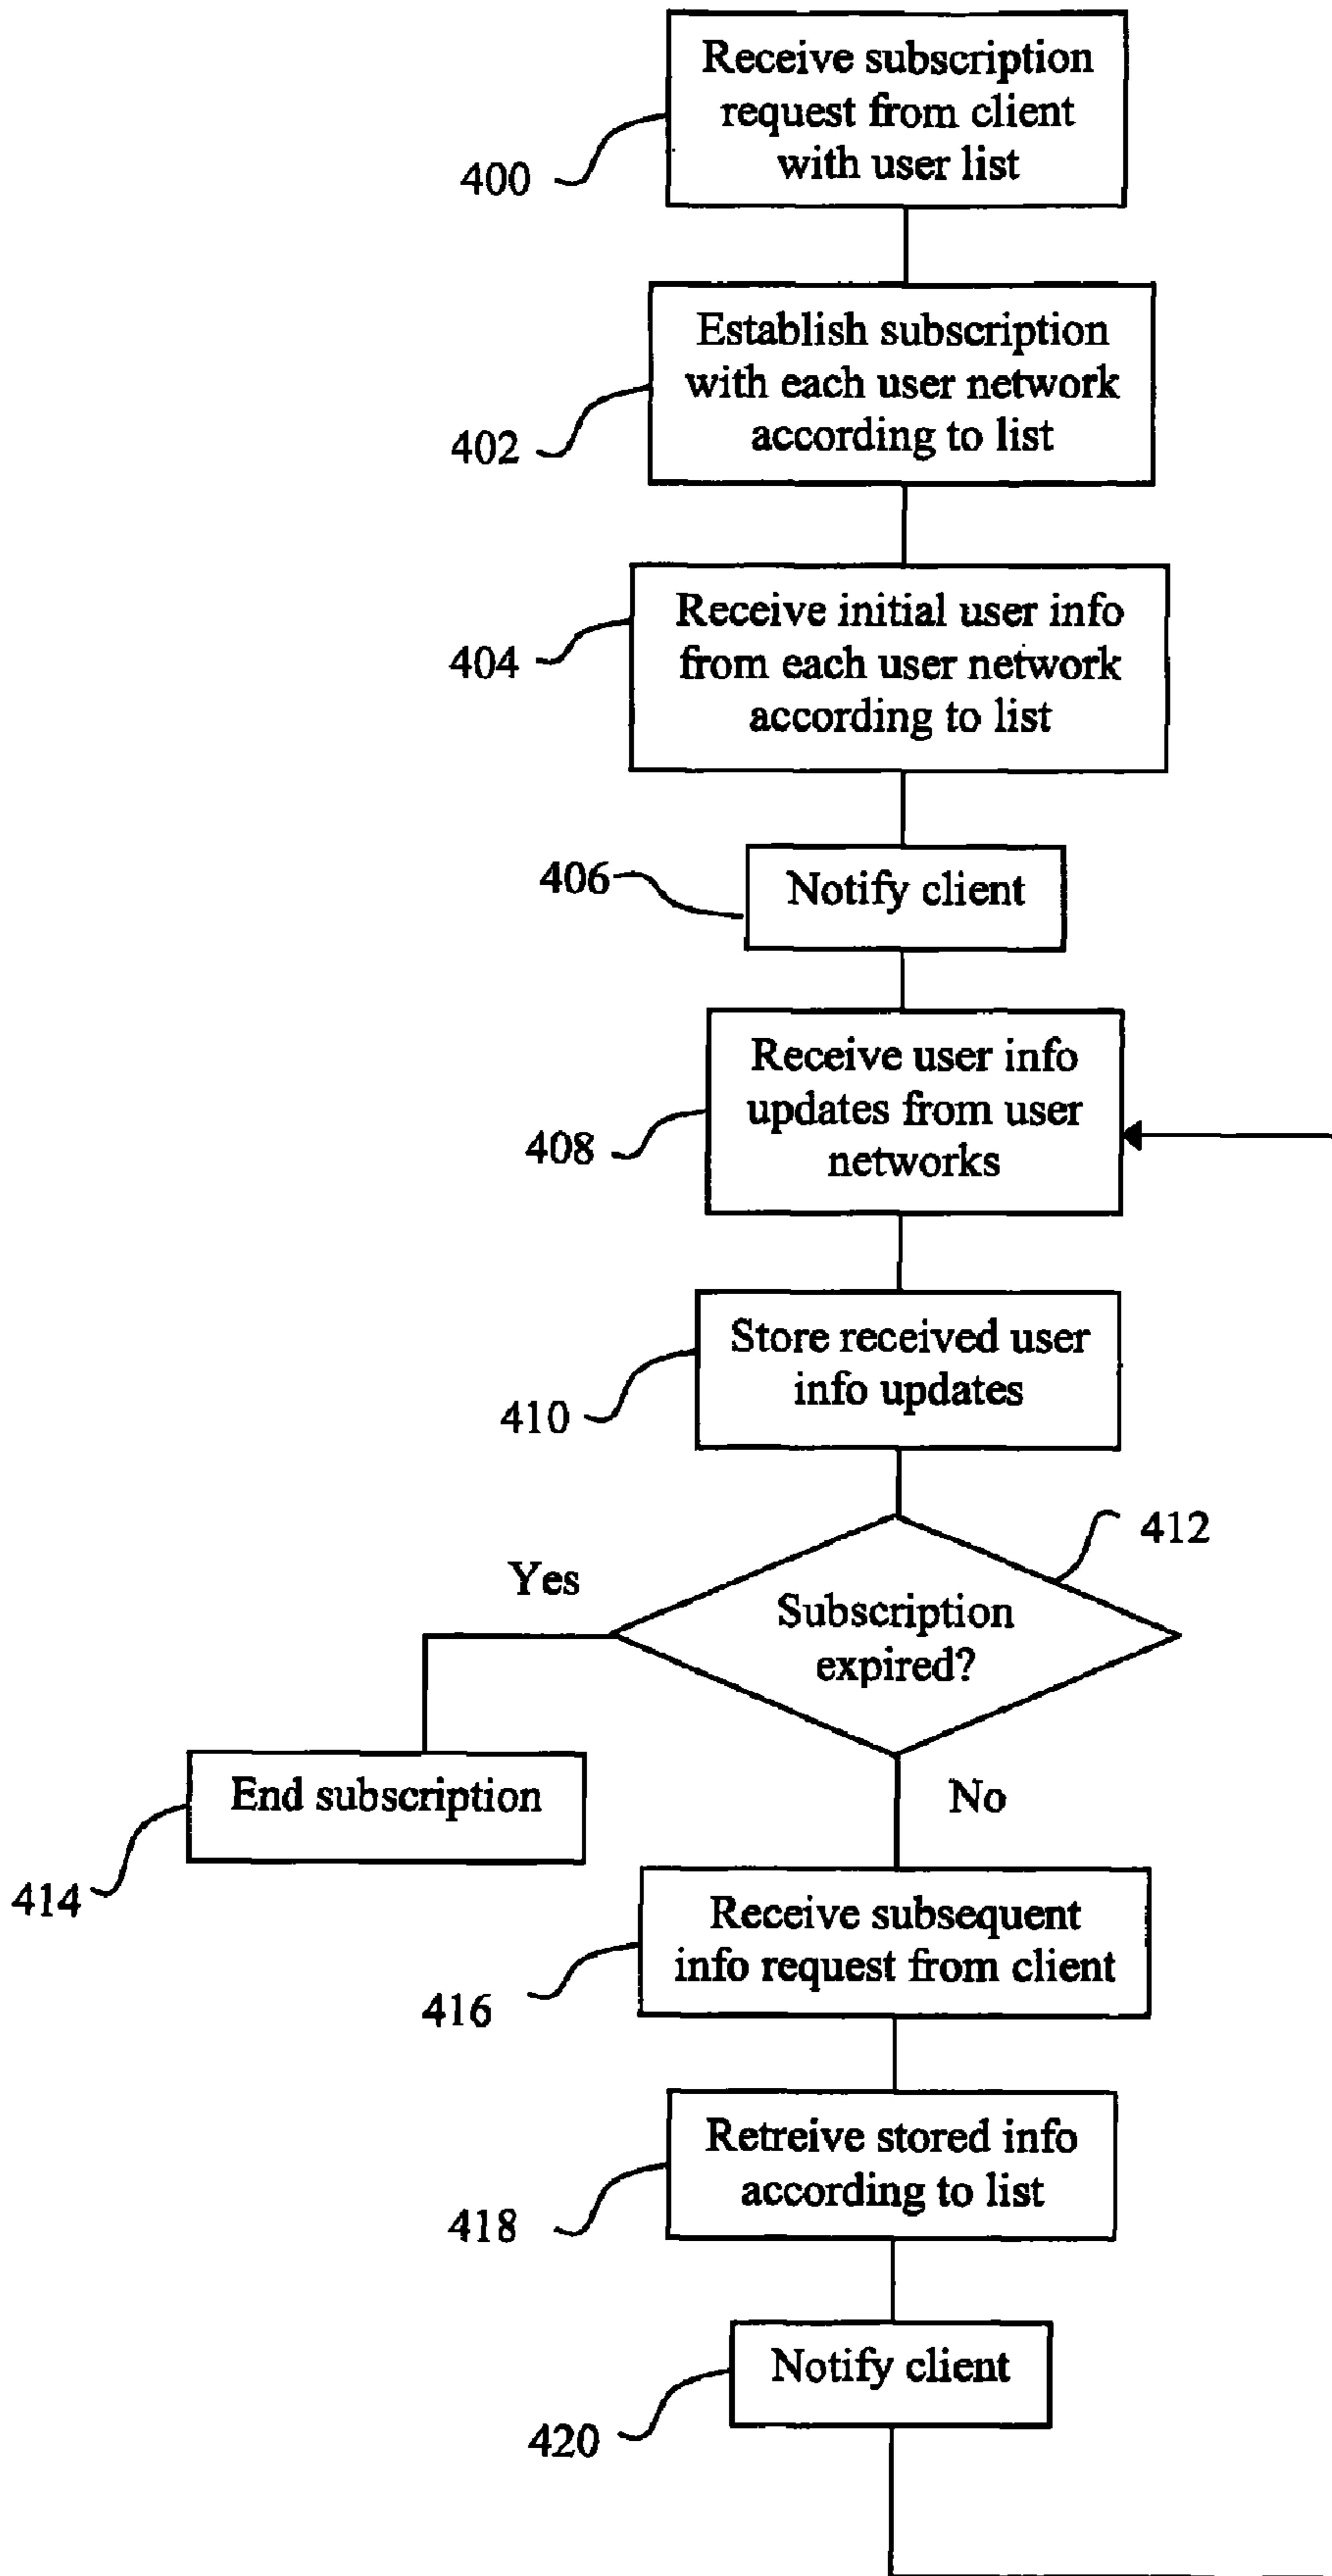 Receive subscription
request from client
with user list
400
Establish subscription
with each user network
according to list
402
Receive initial user info
from each user network
according to list
404
406
Notify client
Receive user info
updates from user
networks
408
Store received user
info updates
410
412
Yes
Subscription
expired?
End subscription
No
414
Receive subsequent
info request from client
416
Retreive stored info
according to list
418
Notify client
420